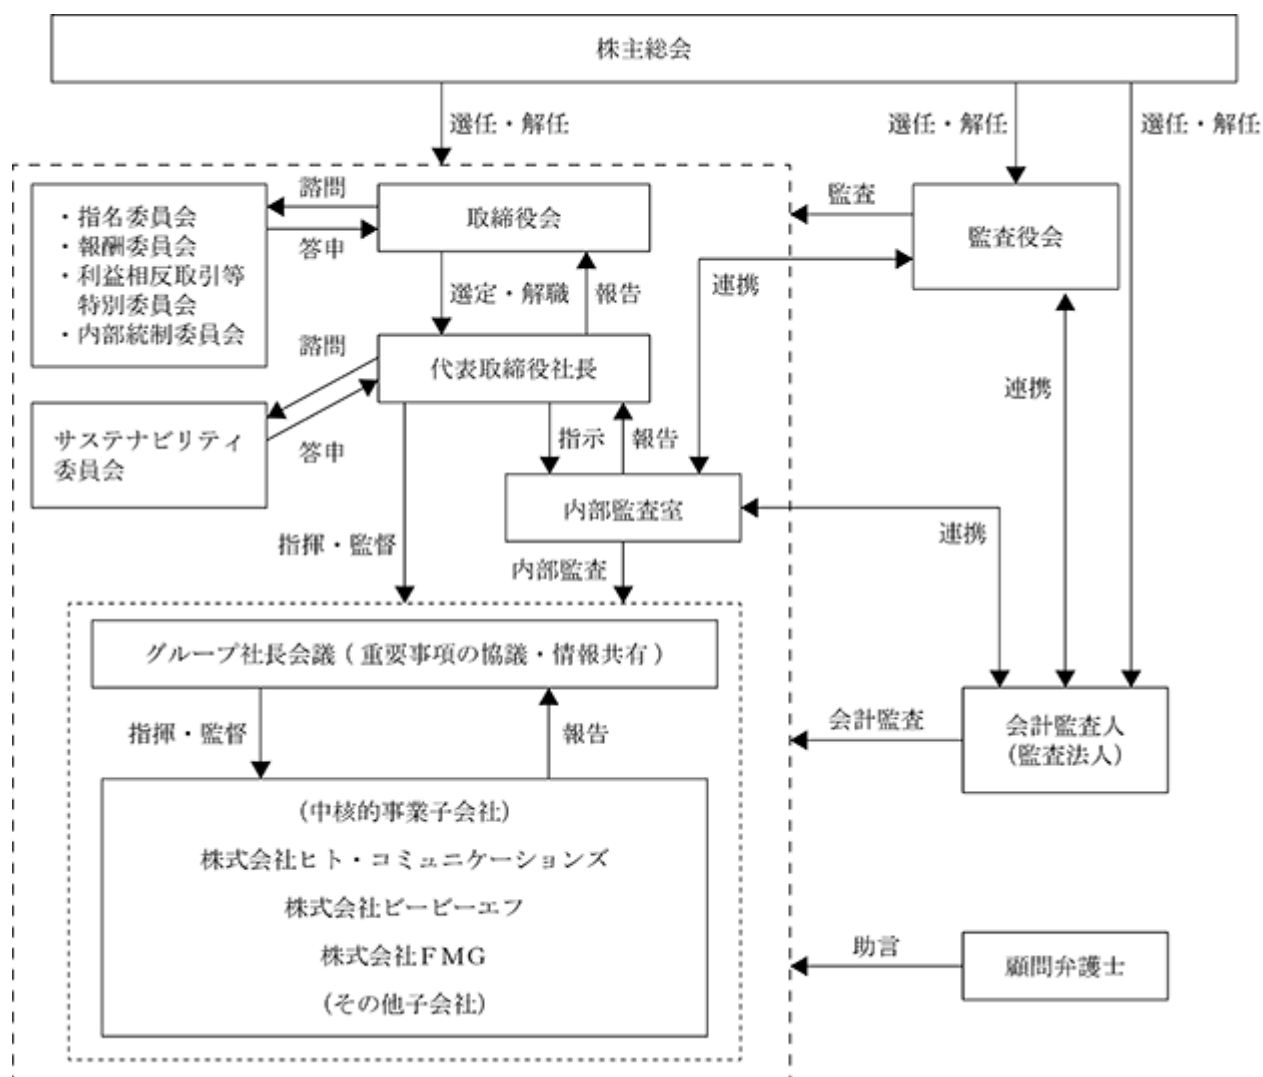 株主総会
選任・解任
選任・解任
選任・解任
・指名委員会
・報酬委員会
・利益相反取引等
特別委員会
・内部統制委員会
諮問
答申
取締役会
監査
監査役会
連携
選定・解職
報告
諮問
答申
代表取締役社長
連携
サステナビリティ
委員会
指示
報告
内部監査室
連携
指揮・監督
内部監査
グループ社長会議(重要事項の協議・情報共有)
指揮・監督
報告
会計監査
会計監査人
(監査法人)
(中核的事業子会社)
株式会社ヒト・コミュニケーションズ
株式会社ビービーエフ
株式会社FMG
(その他子会社)
助言
顧問弁護士